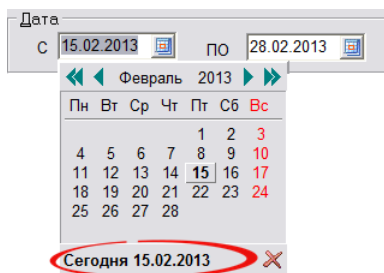 Дата
С 15.02.2013 ПО 28.02.2013
Февраль 2013
Пн Вт Ср Чт Пт Сб Вс
1 2 3
4 5 6 7 8 9 10
11 12 13 14 15 16 17
18 19 20 21 22 23 24
25 26 27 28
Сегодня 15.02.2013